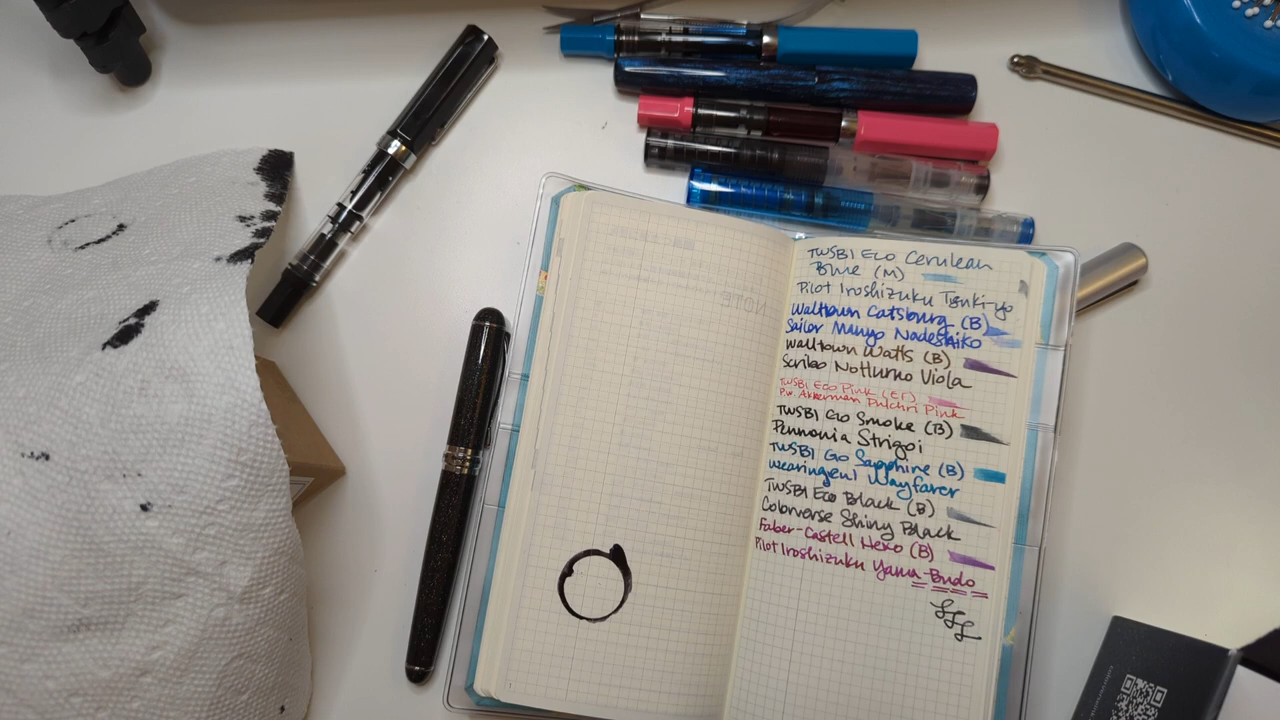 NOTE
TWSBI Eco Cerulean
Blue (M)
Pilot Iroshizuku Tsuki-yo
Walltown Catsburg (B)
Sailor Manyo Nadeshiko
Walltown Watts (B)
Scribo Notturno Viola
TWSBI Eco Pink (EF)
P.W. Akkerman Pulchri Pink
TWSBI Go Smoke (B)
Pennonia Strigoi
TWSBI Go Sapphire (B)
Wearingeul Wayfarer
TWSBI Eco Black (B)
Colorverse Shiny Black
Faber-Castell Hexo (B)
Pilot Iroshizuku Yama-Budo